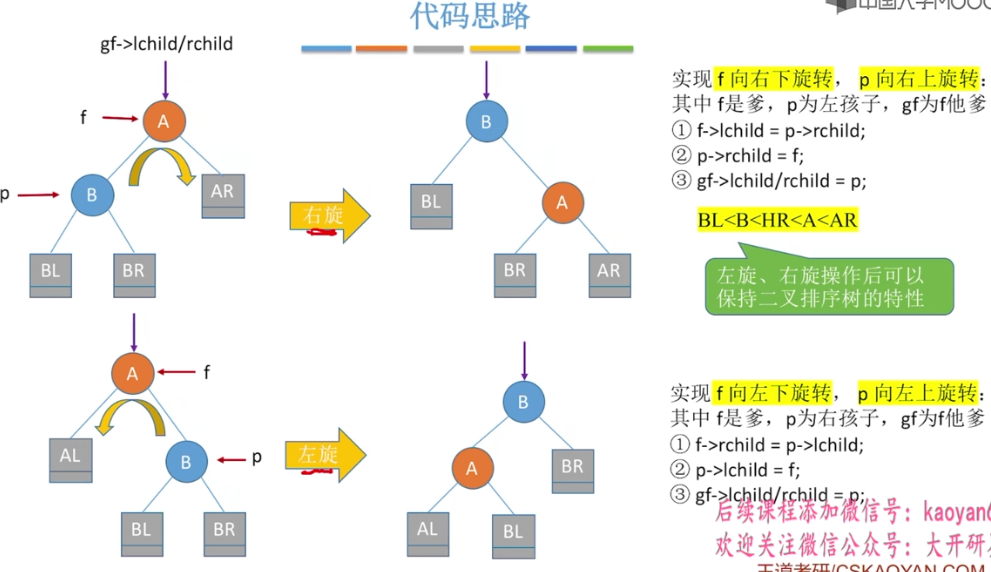 代码思路
中国大学MOOC
gf->lchild/rchild
f
A
p
B
AR
BL
BR
右旋
B
BL
A
BR
AR
实现 f 向右下旋转， p 向右上旋转：
其中 f是爹，p为左孩子，gf为f他爹
① f->lchild = p->rchild;
② p->rchild = f;
③ gf->lchild/rchild = p;
BL<B<HR<A<AR
左旋、右旋操作后可以
保持二叉排序树的特性
A
f
AL
B
p
BL
BR
左旋
B
A
BR
AL
BL
实现 f 向左下旋转， p 向左上旋转：
其中 f是爹，p为右孩子，gf为f他爹
① f->rchild = p->lchild;
② p->lchild = f;
③ gf->lchild/rchild = p;
后续课程添加微信号：kaoyan6
欢迎关注微信公众号：大开研
王道考研/CSKAOYAN.COM